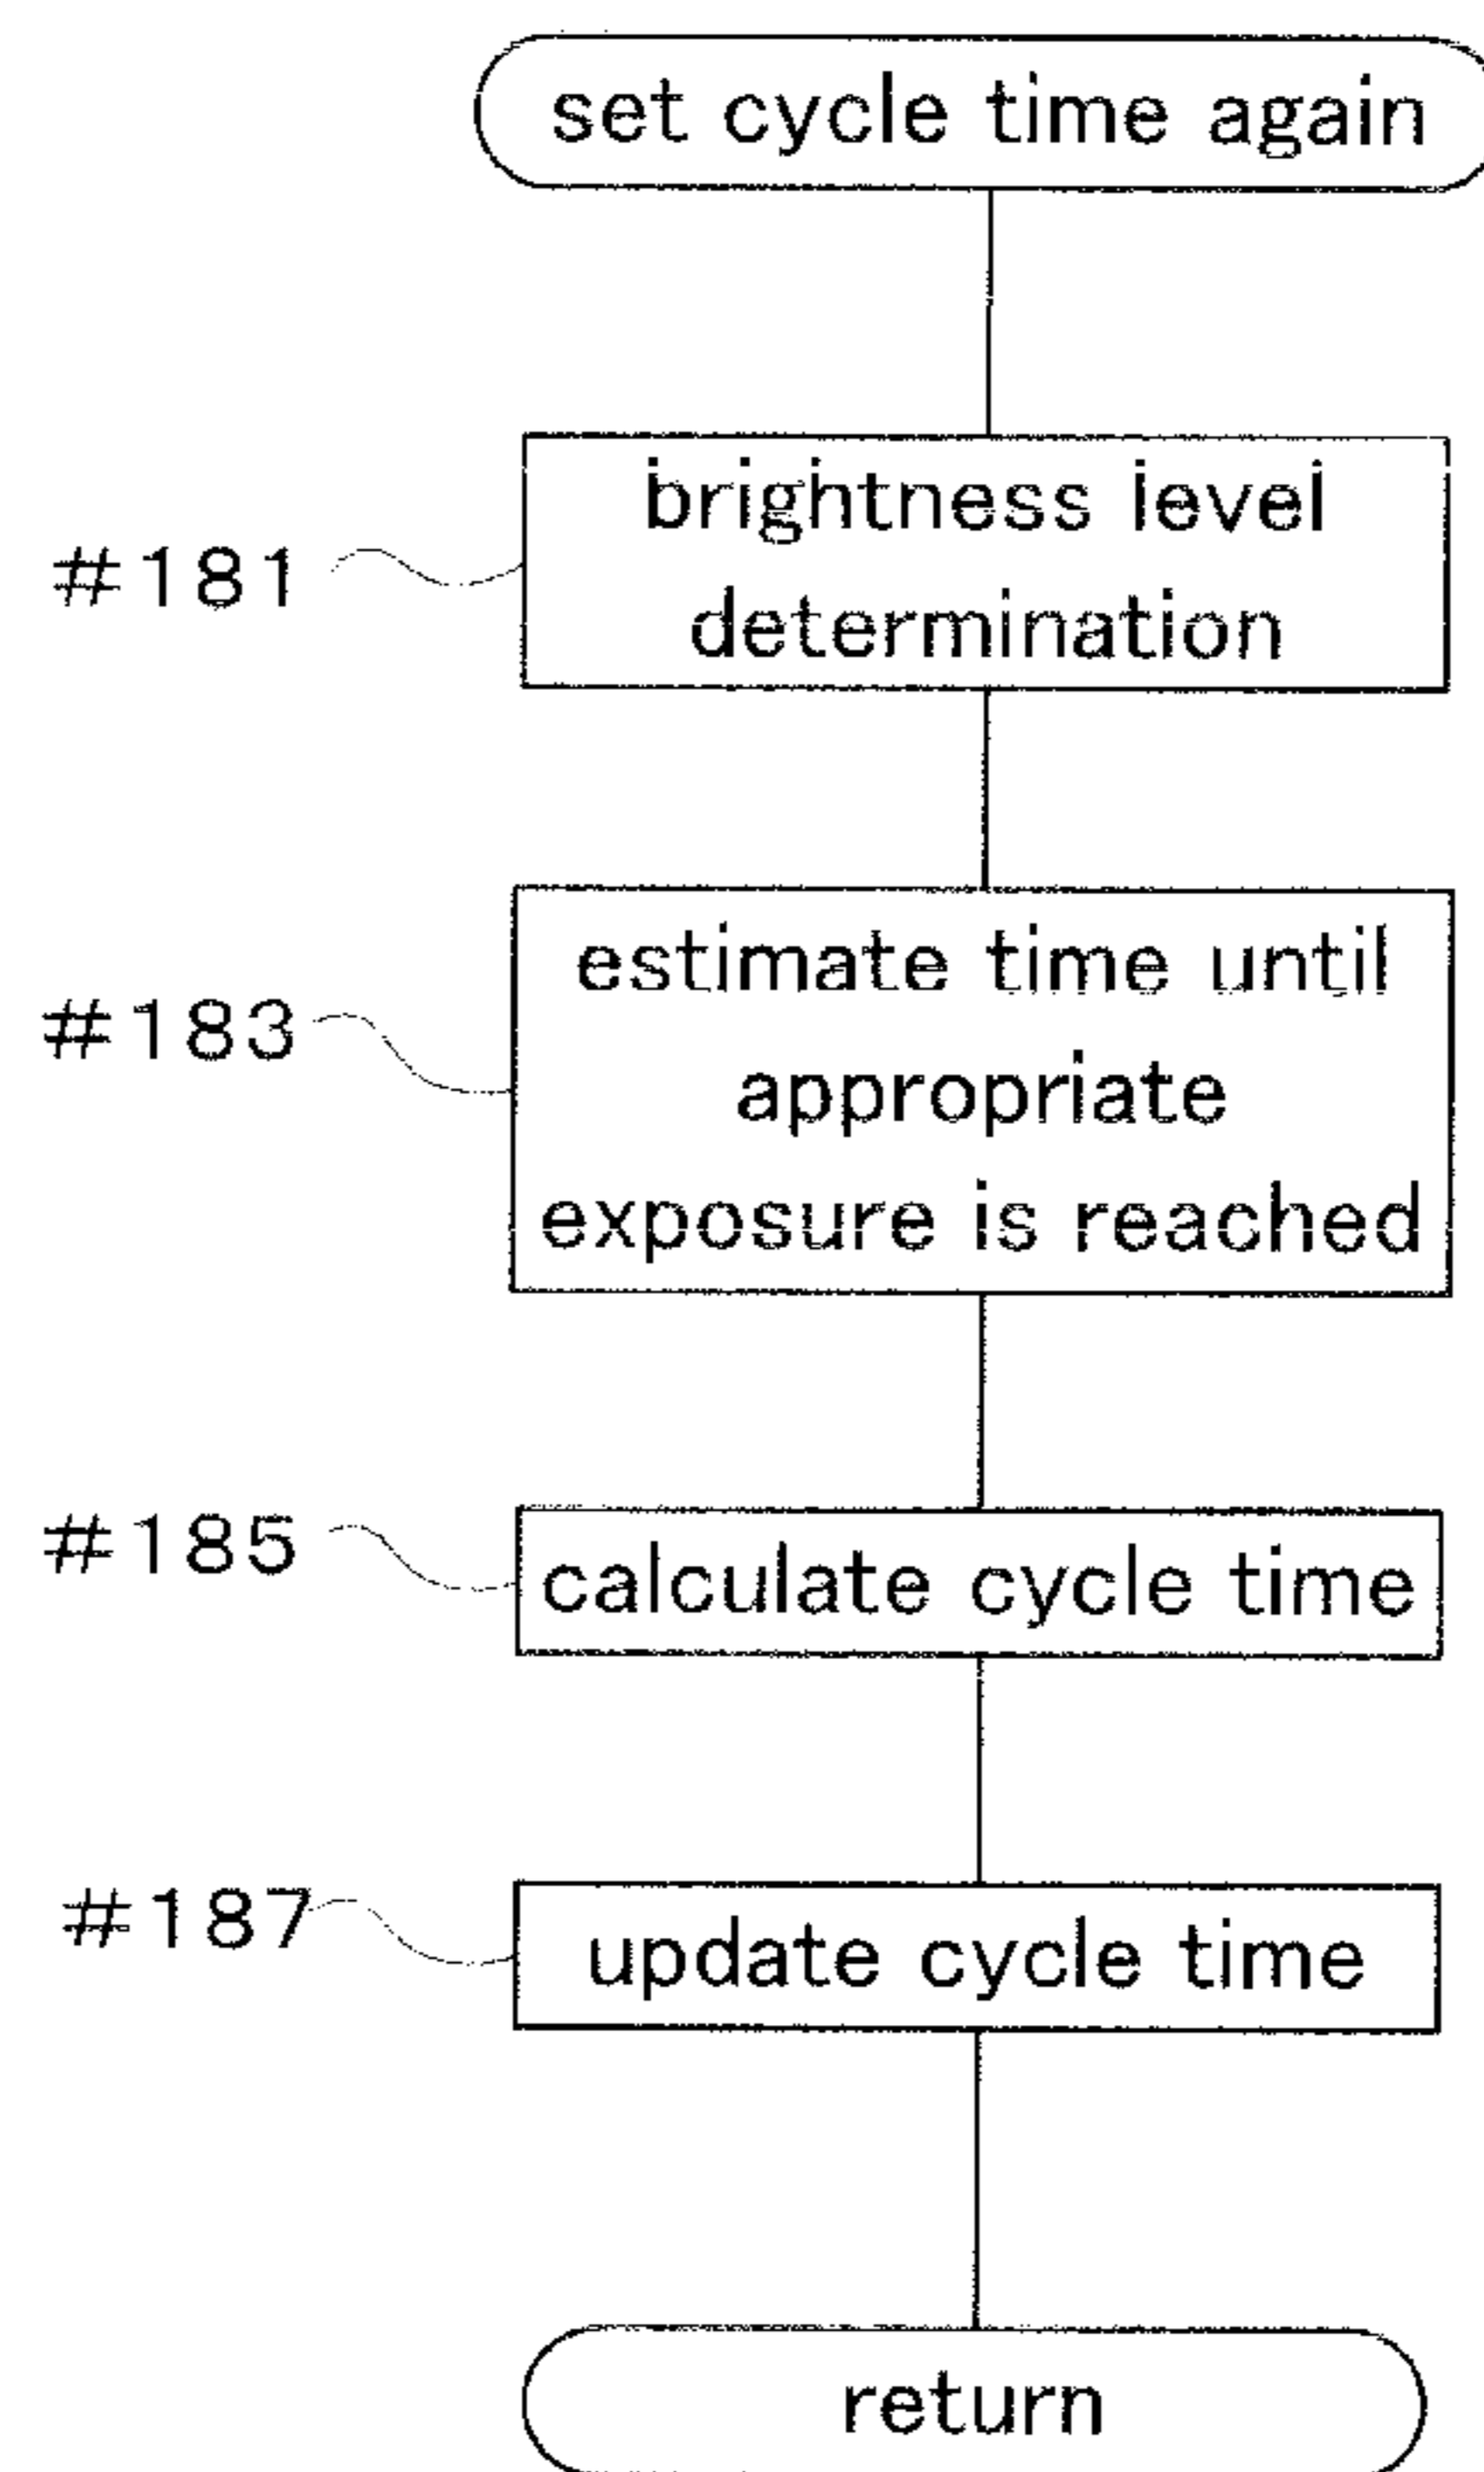 set cycle time again
#181
brightness level
determination
#183
estimate time until
appropriate
exposure is reached
#185
calculate cycle time
#187
update cycle time
return